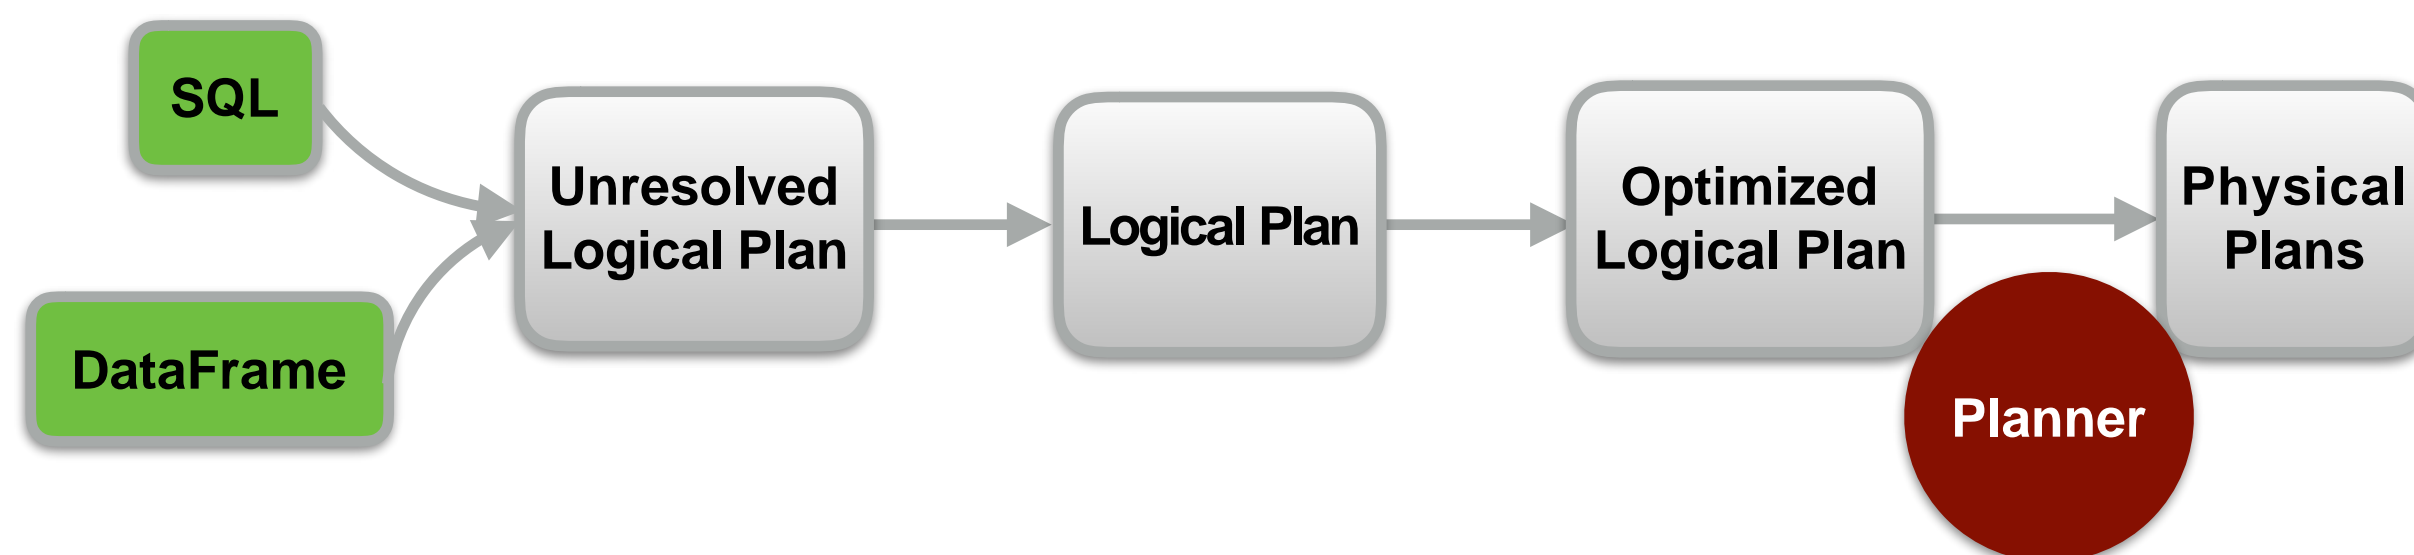 SQL
DataFrame
Unresolved
Logical Plan
Logical Plan
Optimized
Logical Plan
Planner
Physical
Plans